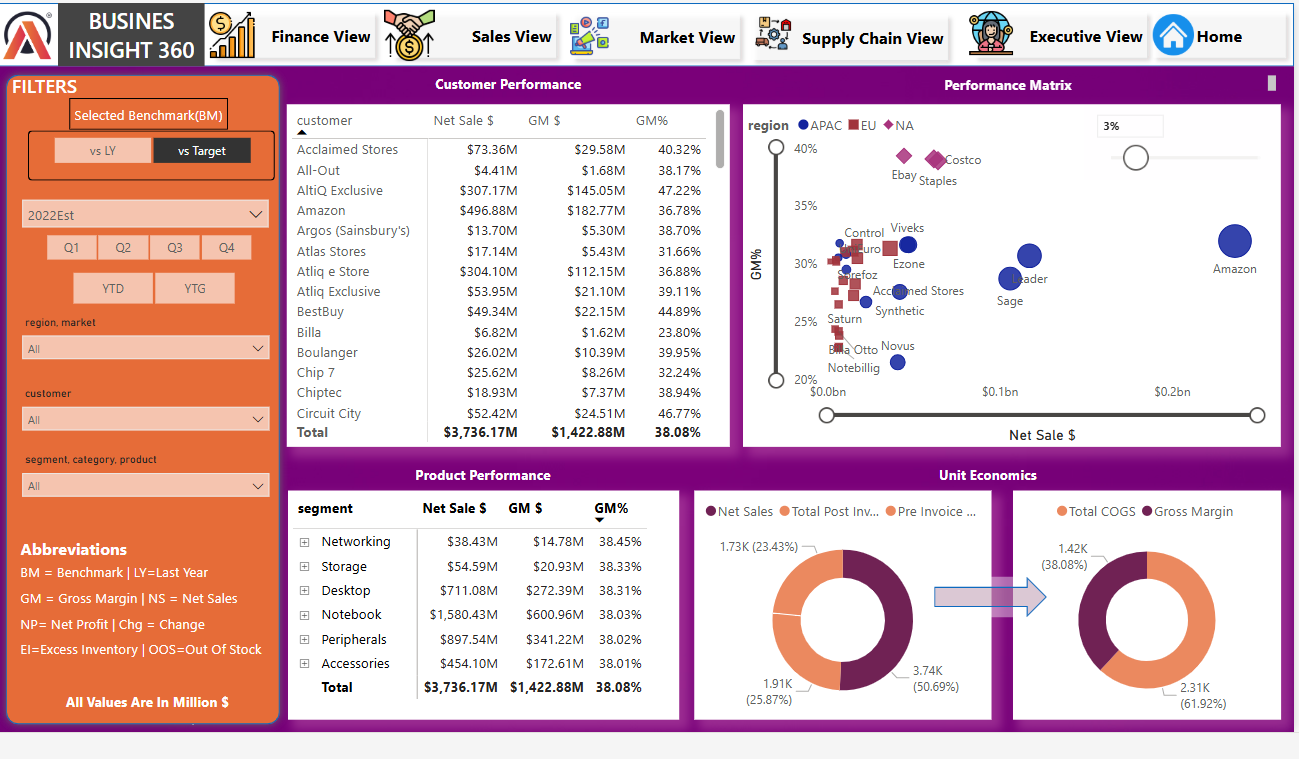 BUSINES
INSIGHT 360
Finance View
Sales View
Market View
Supply Chain View
Executive View
Home
FILTERS
Selected Benchmark(BM)
vs LY
vs Target
2022Est
Q1 Q2 Q3 Q4
YTD YTG
region, market
All
customer
All
segment, category, product
All
Abbreviations
BM = Benchmark | LY=Last Year
GM = Gross Margin | NS = Net Sales
NP= Net Profit | Chg = Change
EI=Excess Inventory | OOS=Out Of Stock
All Values Are In Million $
Customer Performance
customer Net Sale $ GM $ GM%
Acclaimed Stores $73.36M $29.58M 40.32%
All-Out $4.41M $1.68M 38.17%
AltiQ Exclusive $307.17M $145.05M 47.22%
Amazon $496.88M $182.77M 36.78%
Argos (Sainsbury's) $13.70M $5.30M 38.70%
Atlas Stores $17.14M $5.43M 31.66%
Atliq e Store $304.10M $112.15M 36.88%
Atliq Exclusive $53.95M $21.10M 39.11%
BestBuy $49.34M $22.15M 44.89%
Billa $6.82M $1.62M 23.80%
Boulanger $26.02M $10.39M 39.95%
Chip 7 $25.62M $8.26M 32.24%
Chiptec $18.93M $7.37M 38.94%
Circuit City $52.42M $24.51M 46.77%
Total $3,736.17M $1,422.88M 38.08%
Performance Matrix
region APAC EU NA
3%
40%
35%
30%
25%
20%
GM%
Costco
Ebay
Staples
Control
Viveks
Ezone
Amazon
Sage
Acclaimed Stores
Synthetic
Saturn
Otto
Novus
Notebillig
$0.0bn $0.1bn $0.2bn
Net Sale $
Product Performance
segment Net Sale $ GM $ GM%
Networking $38.43M $14.78M 38.45%
Storage $54.59M $20.93M 38.33%
Desktop $711.08M $272.39M 38.31%
Notebook $1,580.43M $600.96M 38.03%
Peripherals $897.54M $341.22M 38.02%
Accessories $454.10M $172.61M 38.01%
Total $3,736.17M $1,422.88M 38.08%
Unit Economics
Net Sales Total Post Inv... Pre Invoice ...
1.73K (23.43%)
3.74K
(50.69%)
1.91K
(25.87%)
Total COGS Gross Margin
1.42K
(38.08%)
2.31K
(61.92%)